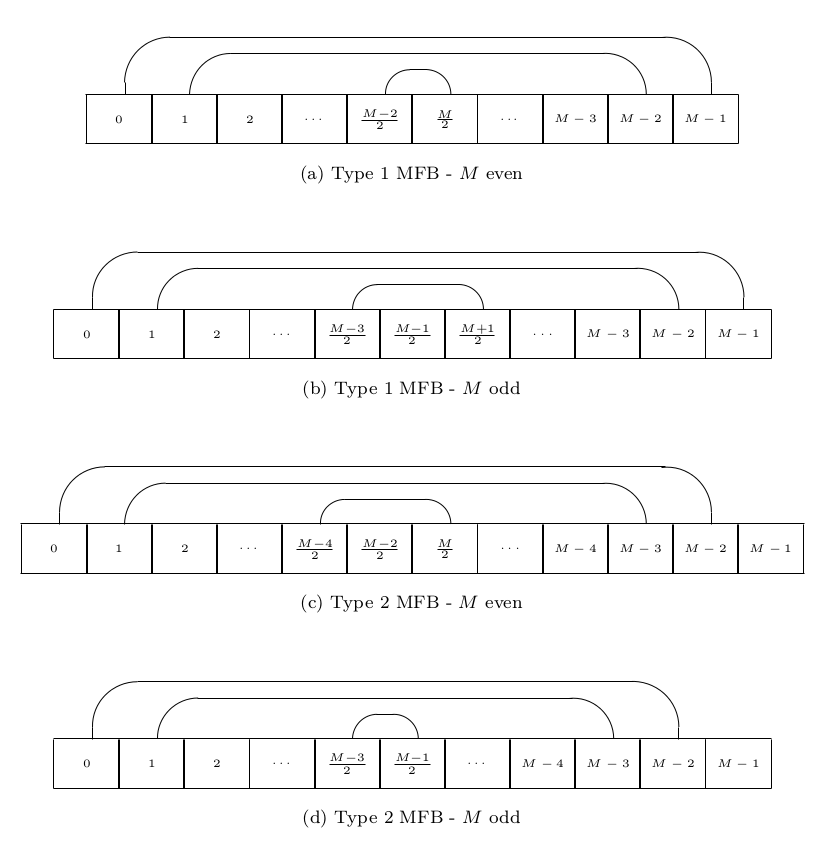 0 1 2 ··· \frac{M-2}{2} \frac{M}{2} ··· M − 3 M − 2 M − 1
(a) Type 1 MFB - M even
0 1 2 ··· \frac{M-3}{2} \frac{M-1}{2} \frac{M+1}{2} ··· M − 3 M − 2 M − 1
(b) Type 1 MFB - M odd
0 1 2 ··· \frac{M-4}{2} \frac{M-2}{2} \frac{M}{2} ··· M − 4 M − 3 M − 2 M − 1
(c) Type 2 MFB - M even
0 1 2 ··· \frac{M-3}{2} \frac{M-1}{2} ··· M − 4 M − 3 M − 2 M − 1
(d) Type 2 MFB - M odd